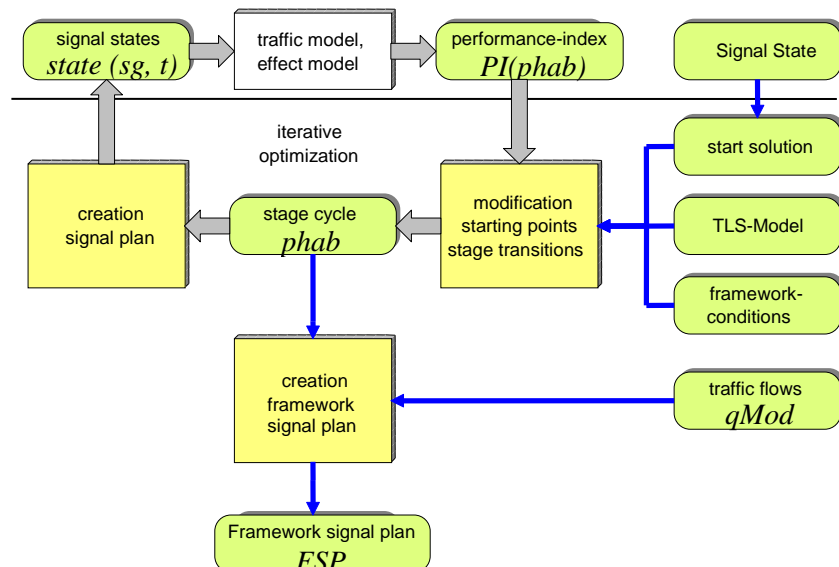 signal states
state (sg, t)
traffic model,
effect model
performance-index
PI(phab)
Signal State
iterative
optimization
start solution
creation
signal plan
stage cycle
phab
modification
starting points
stage transitions
TLS-Model
framework-
conditions
creation
framework
signal plan
traffic flows
qMod
Framework signal plan
FSP